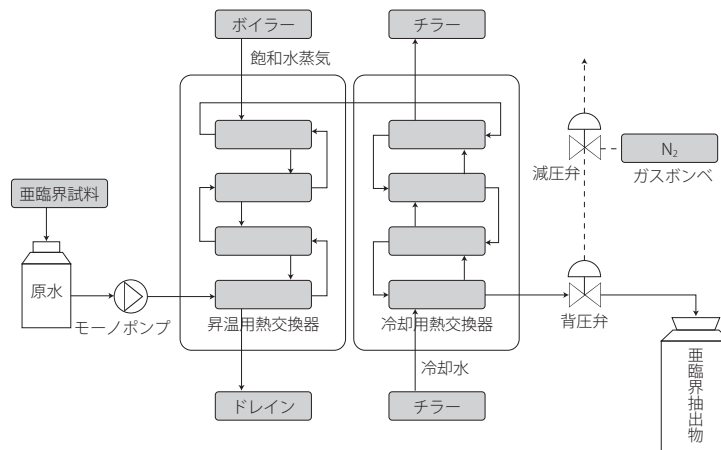 ボイラー
チラー
飽和水蒸気
N₂
減圧弁
ガスボンベ
亜臨界試料
原水
モーノポンプ
昇温用熱交換器
冷却用熱交換器
背圧弁
冷却水
亜臨界抽出物
ドレイン
チラー